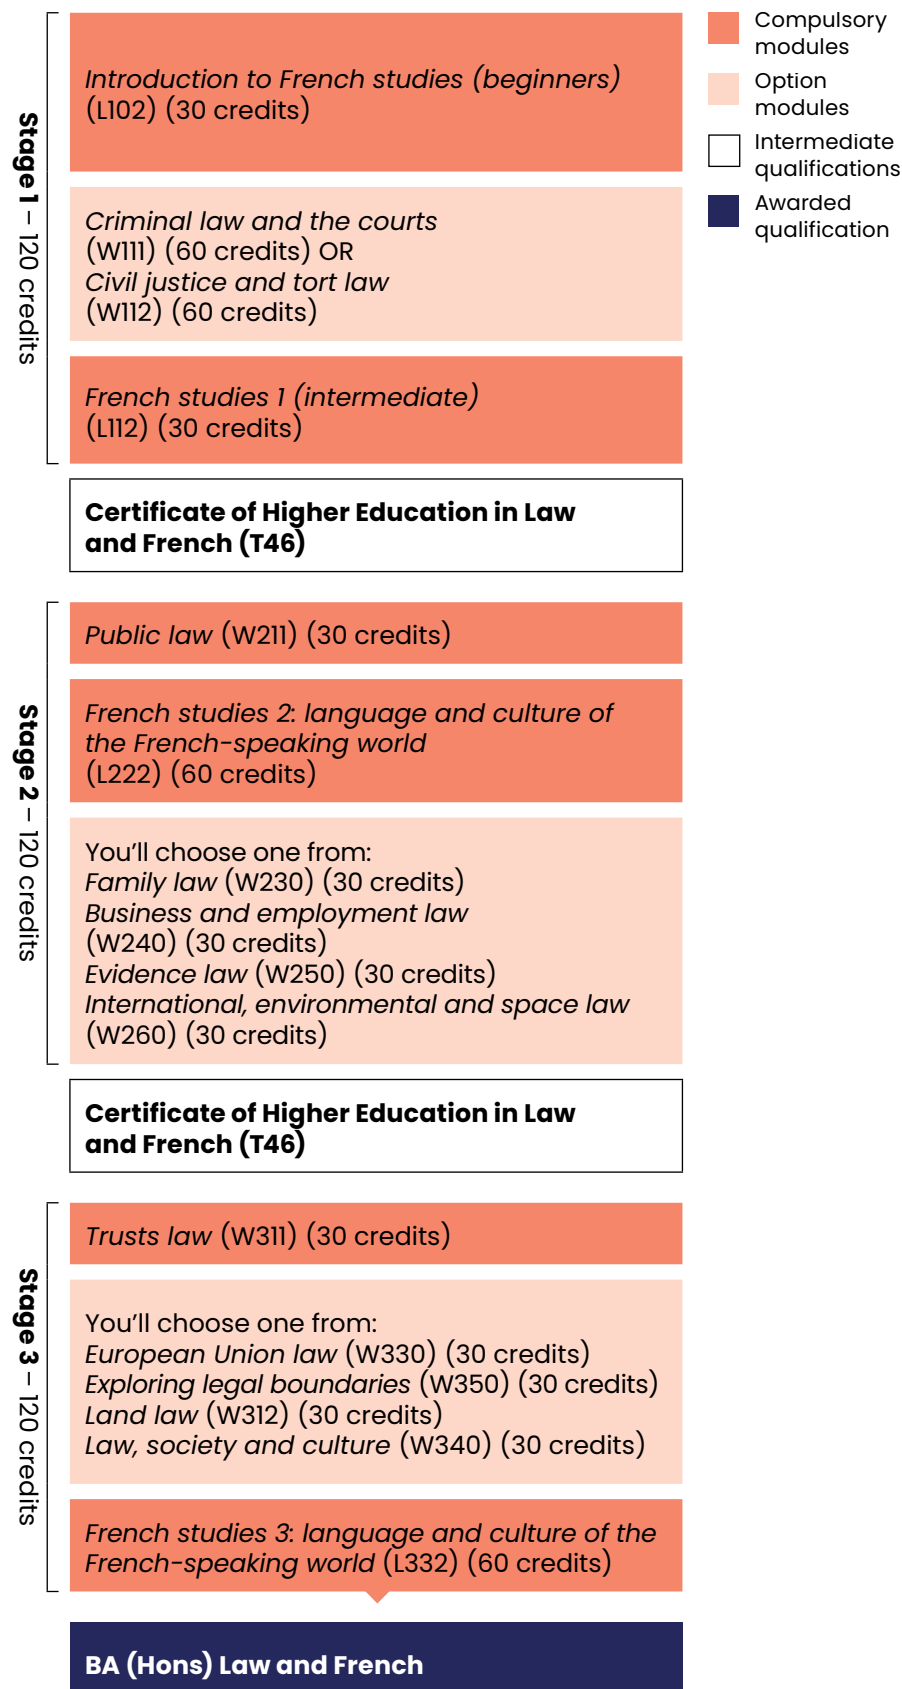 Compulsory
modules
Option
modules
Intermediate
qualifications
Awarded
qualification
Stage 1 – 120 credits
Introduction to French studies (beginners)
(L102) (30 credits)
Criminal law and the courts
(W111) (60 credits) OR
Civil justice and tort law
(W112) (60 credits)
French studies 1 (intermediate)
(L112) (30 credits)
Certificate of Higher Education in Law
and French (T46)
Stage 2 – 120 credits
Public law (W211) (30 credits)
French studies 2: language and culture of
the French-speaking world
(L222) (60 credits)
You’ll choose one from:
Family law (W230) (30 credits)
Business and employment law
(W240) (30 credits)
Evidence law (W250) (30 credits)
International, environmental and space law
(W260) (30 credits)
Certificate of Higher Education in Law
and French (T46)
Stage 3 – 120 credits
Trusts law (W311) (30 credits)
You’ll choose one from:
European Union law (W330) (30 credits)
Exploring legal boundaries (W350) (30 credits)
Land law (W312) (30 credits)
Law, society and culture (W340) (30 credits)
French studies 3: language and culture of the
French-speaking world (L332) (60 credits)
BA (Hons) Law and French